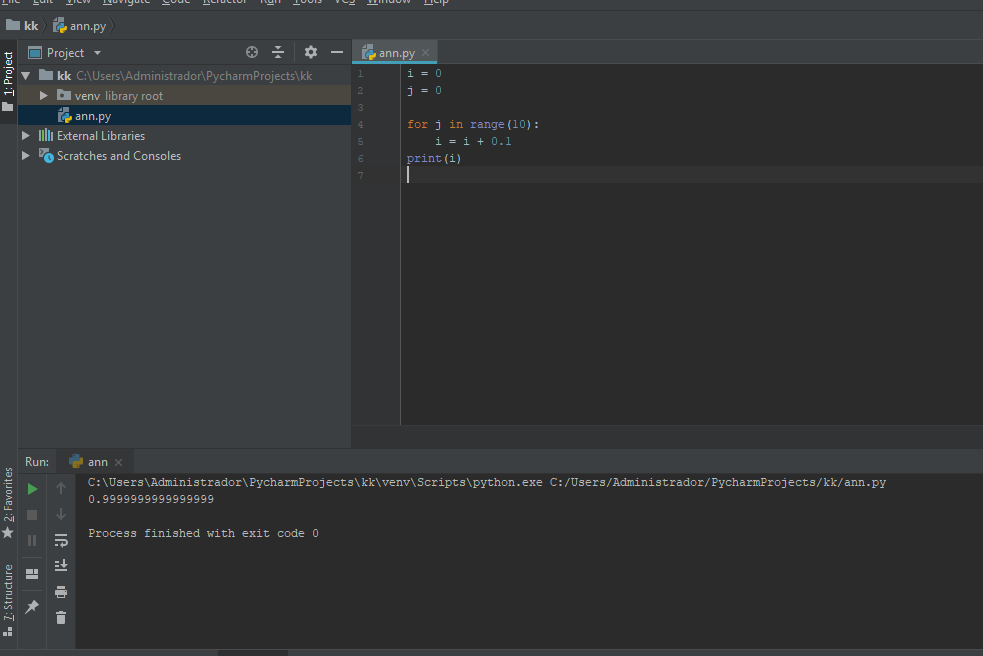 File Edit View Navigate Code Refactor Run Tools VCS Window Help
kk ann.py
1: Project
Project
ann.py
kk C:\Users\Administrador\PycharmProjects\kk
venv library root
ann.py
External Libraries
Scratches and Consoles
1 i = 0
2 j = 0
3
4 for j in range(10):
5 i = i + 0.1
6 print(i)
7
Run: ann
C:\Users\Administrador\PycharmProjects\kk\venv\Scripts\python.exe C:/Users/Administrador/PycharmProjects/kk/ann.py
0.9999999999999999
Process finished with exit code 0
2: Favorites
7: Structure